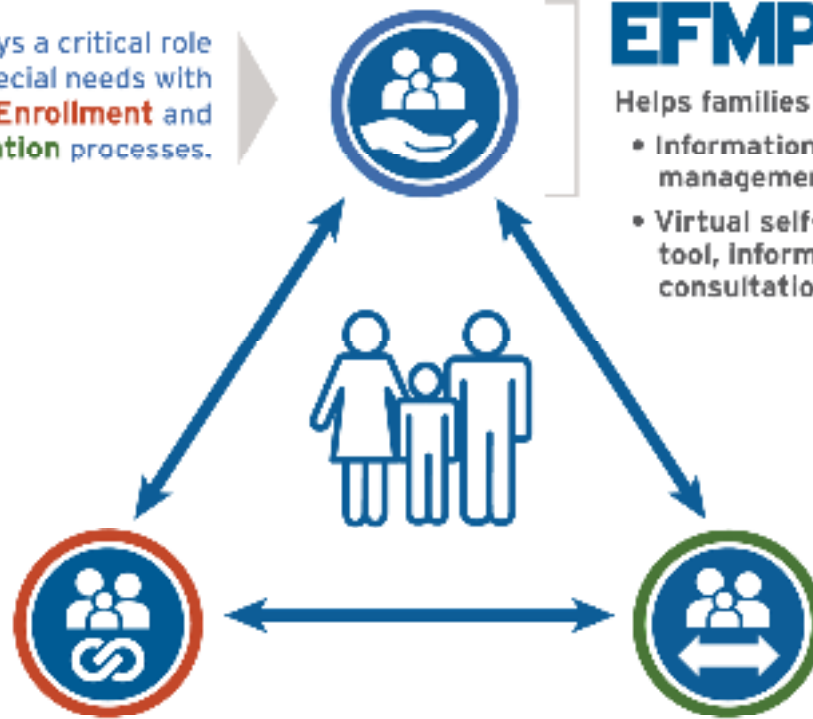 ys a critical role
ecial needs with
Enrollment and
ation processes.
EFMP
Helps families
• Information
managemen
• Virtual self-
tool, inform
consultatio